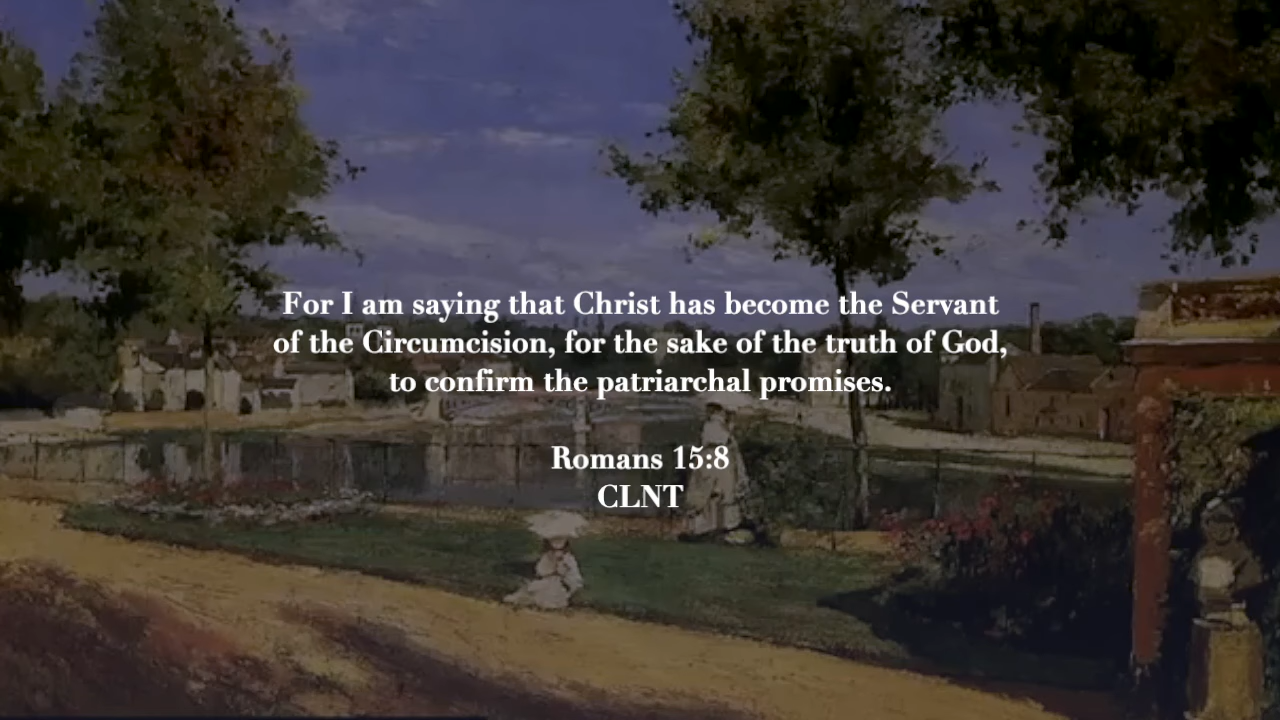 For I am saying that Christ has become the Servant
of the Circumcision, for the sake of the truth of God,
to confirm the patriarchal promises.
Romans 15:8
CLNT